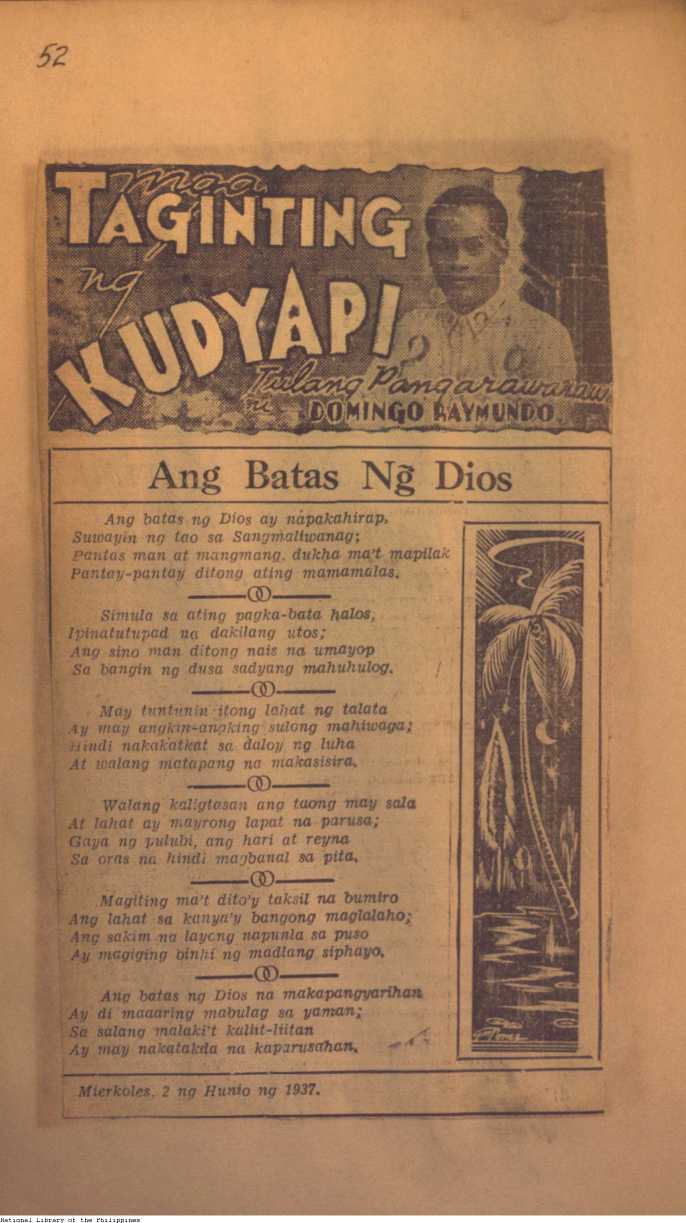 52
mga
TAGINTING
ng
KUDYAPI
Tulang Pangarawaraw
ni DOMINGO RAYMUNDO.
Ang Batas Ng̃ Dios
Ang batas ng Dios ay napakahirap,
Suwayin ng tao sa Sangmaliwanag;
Pantas man at mangmang, dukha ma't mapilak
Pantay-pantay ditong ating mamamalas.
Simula sa ating pagka-bata halos,
Ipinatutupad na dakilang utos;
Ang sino man ditong nais na umayop
Sa bangin ng dusa sadyang mahuhulog.
May tuntunin itong lahat ng talata
Ay may angkin-angking sulong mahiwaga;
Hindi nakakatkat sa daloy ng luha
At walang matapang na makasisira.
Walang kaligtasan ang taong may sala
At lahat ay mayrong lapat na parusa;
Gaya ng pulubi, ang hari at reyna
Sa oras na hindi magbanal sa pita.
Magiting ma't dito'y taksil na bumiro
Ang lahat sa kanya'y bangong maglalaho;
Ang sakim na layong napunla sa puso
Ay magiging binhi ng madlang siphayo.
Ang batas ng Dios na makapangyarihan
Ay di maaaring mabulag sa yaman;
Sa salang malaki't kaliit-liitan
Ay may nakatakda na kaparusahan.
Mierkoles, 2 ng Hunio ng 1937.
National Library of the Philippines